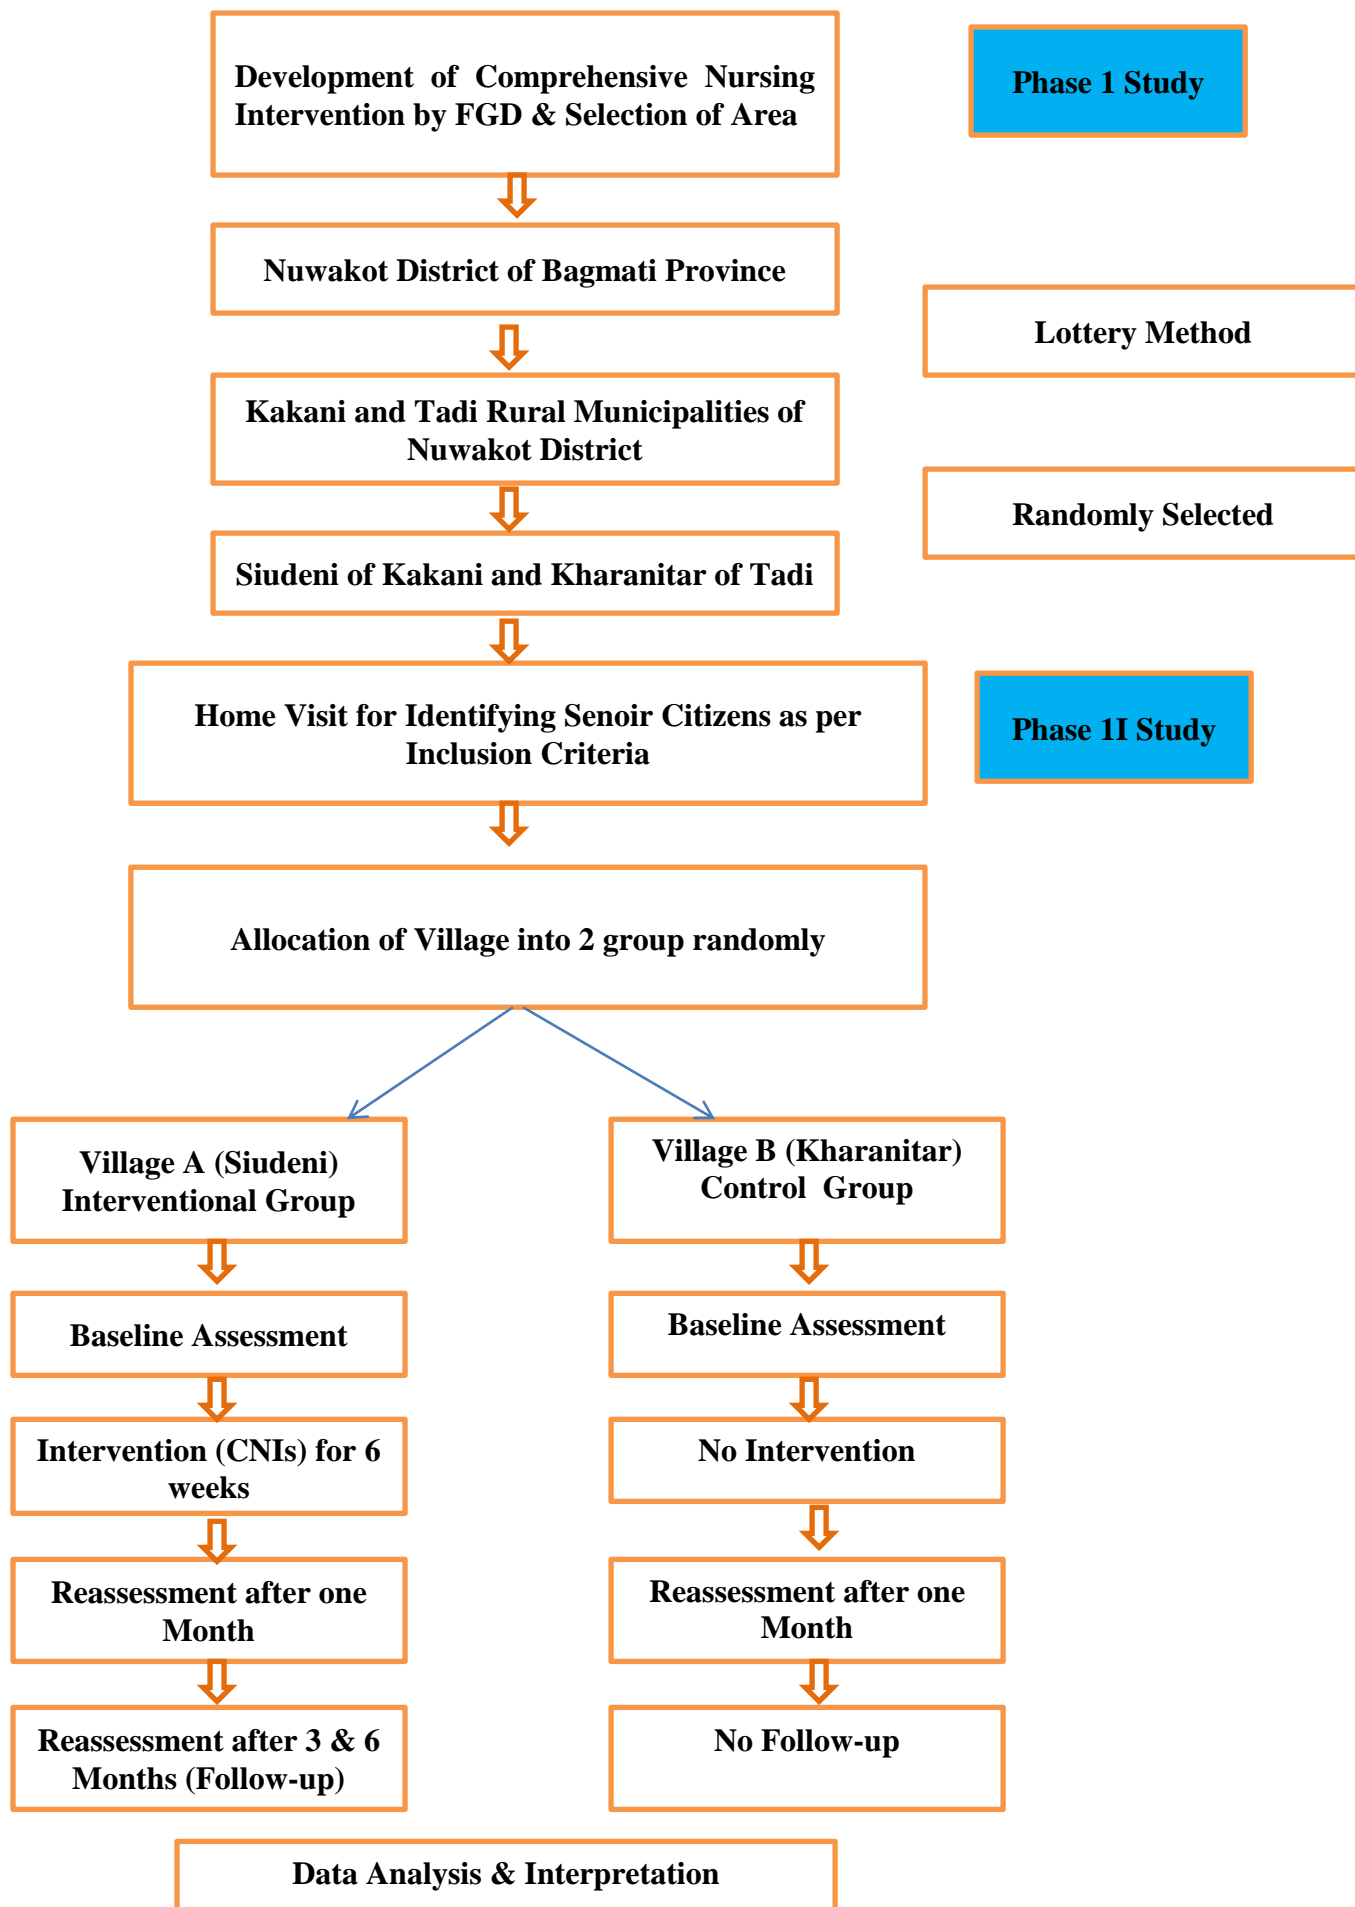 Development of Comprehensive Nursing
Intervention by FGD & Selection of Area
Phase 1 Study
Nuwakot District of Bagmati Province
Lottery Method
Kakani and Tadi Rural Municipalities of
Nuwakot District
Randomly Selected
Siudeni of Kakani and Kharanitar of Tadi
Home Visit for Identifying Senoir Citizens as per
Inclusion Criteria
Phase 1I Study
Allocation of Village into 2 group randomly
Village A (Siudeni)
Interventional Group
Village B (Kharanitar)
Control Group
Baseline Assessment
Baseline Assessment
Intervention (CNIs) for 6
weeks
No Intervention
Reassessment after one
Month
Reassessment after one
Month
Reassessment after 3 & 6
Months (Follow-up)
No Follow-up
Data Analysis & Interpretation